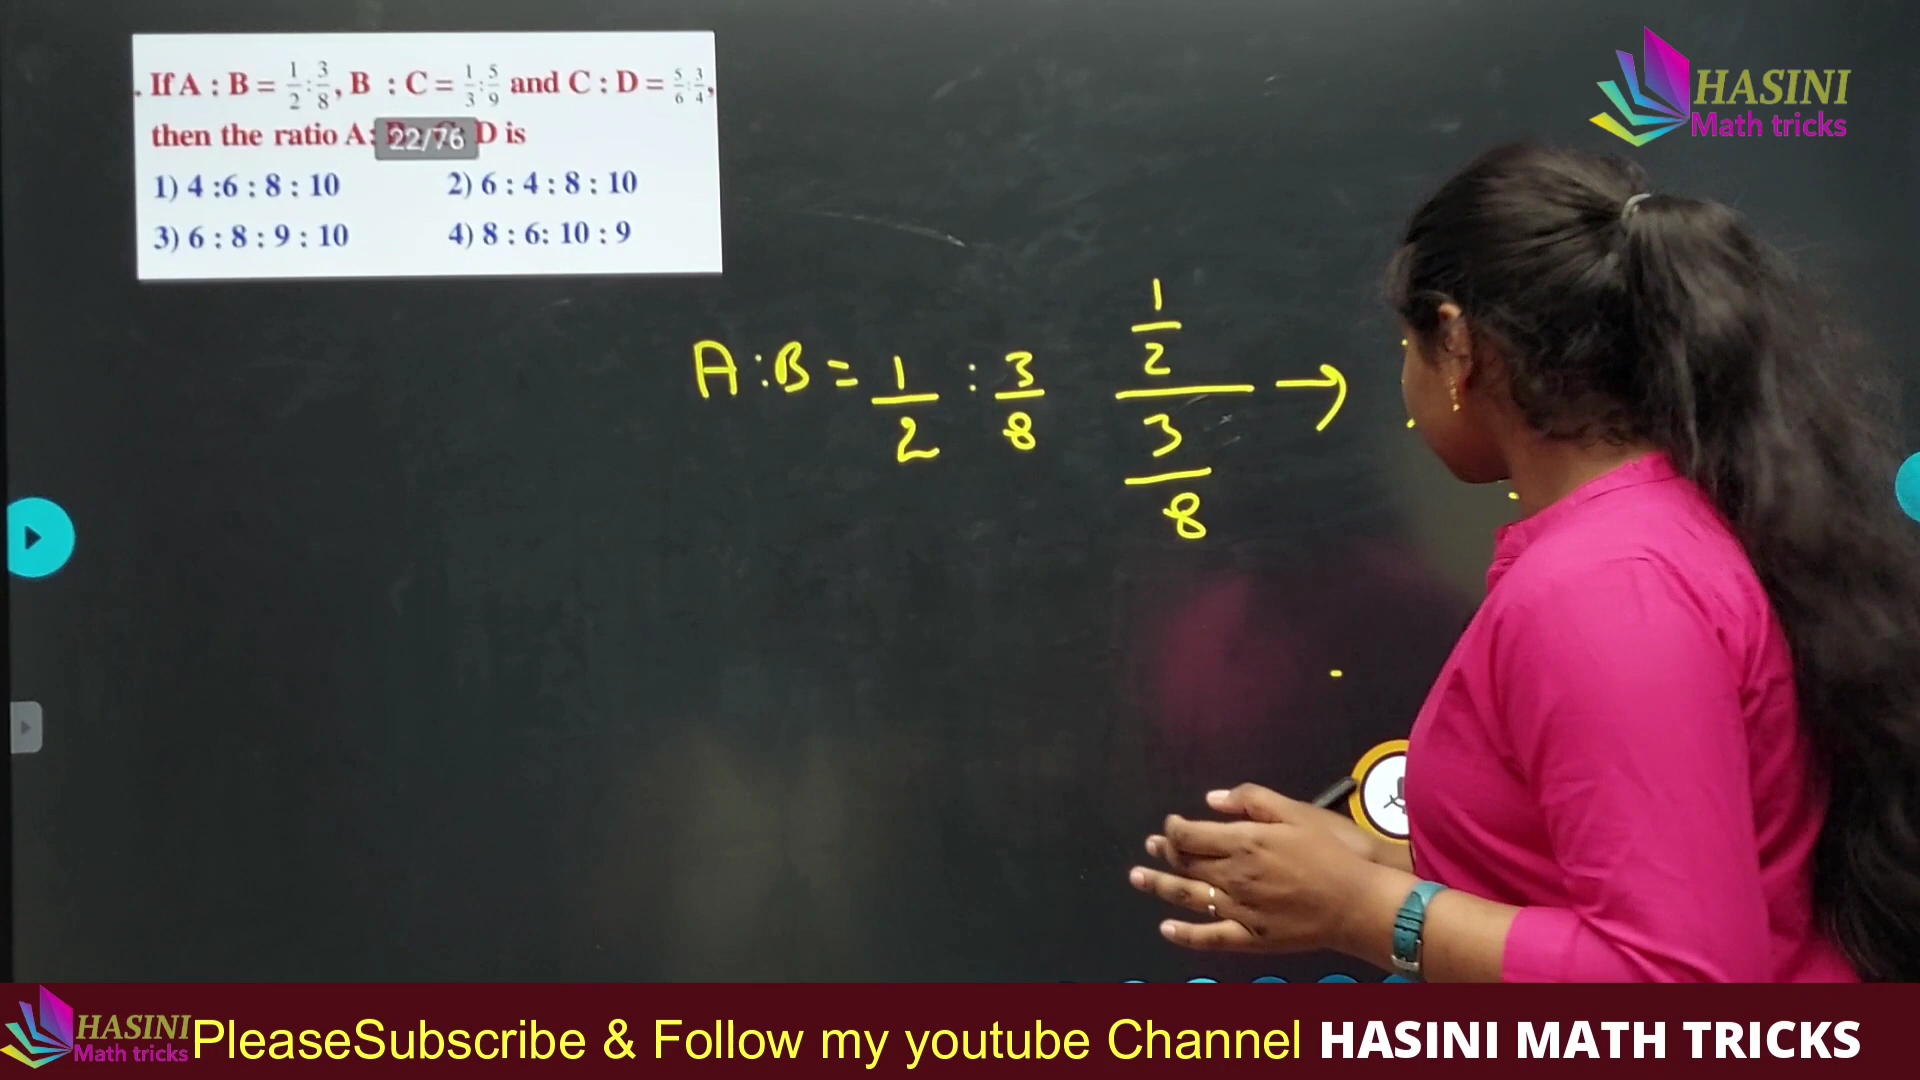 . If A : B = 1/2 : 3/8, B : C = 1/3 : 5/9 and C : D = 5/6 : 3/4,
then the ratio A: D is
22/76
1) 4 :6 : 8 : 10
2) 6 : 4 : 8 : 10
3) 6 : 8 : 9 : 10
4) 8 : 6: 10 : 9
HASINI
Math tricks
A:B = 1/2 : 3/8
1
2
3
8
→
HASINI
Math tricks
PleaseSubscribe & Follow my youtube Channel HASINI MATH TRICKS